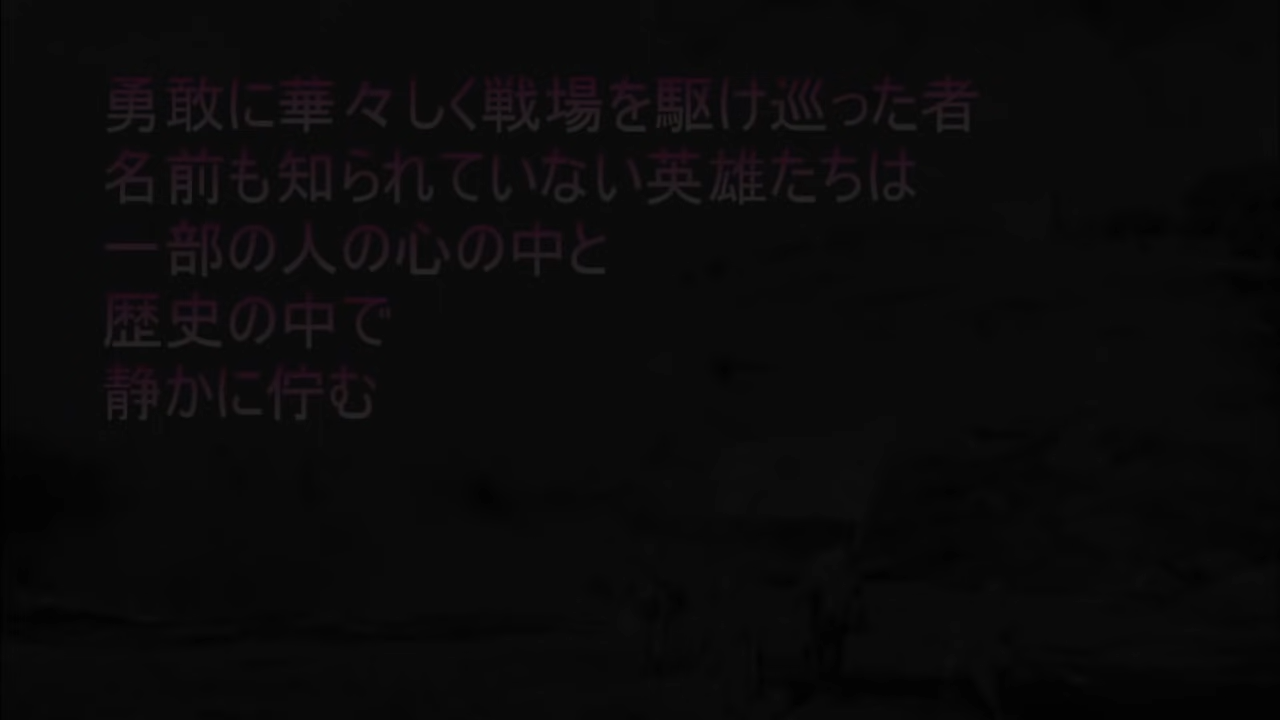 勇敢に華々しく戦場を駆け巡った者
名前も知られていない英雄たちは
一部の人の心の中と
歴史の中で
静かに佇む